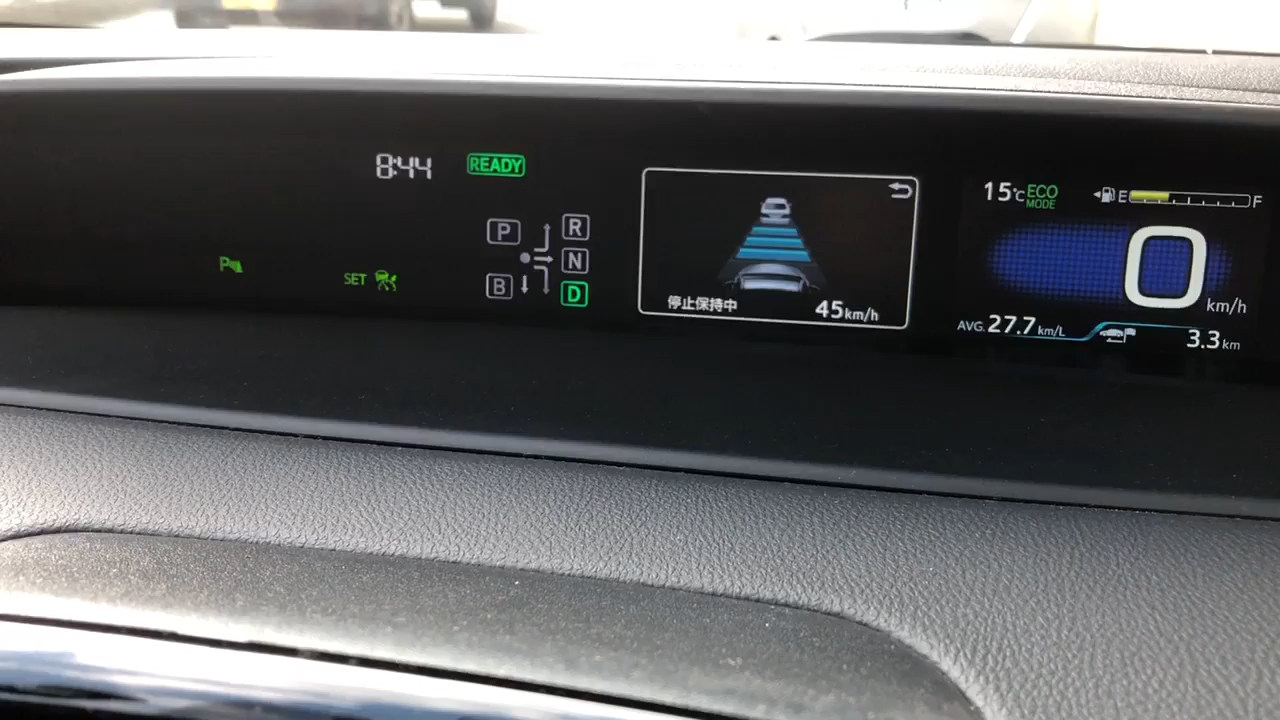 8:44 READY
P R
N
B D
P
SET
停止保持中 45km/h
15℃ ECO MODE E F
0 km/h
AVG. 27.7 km/L 3.3 km